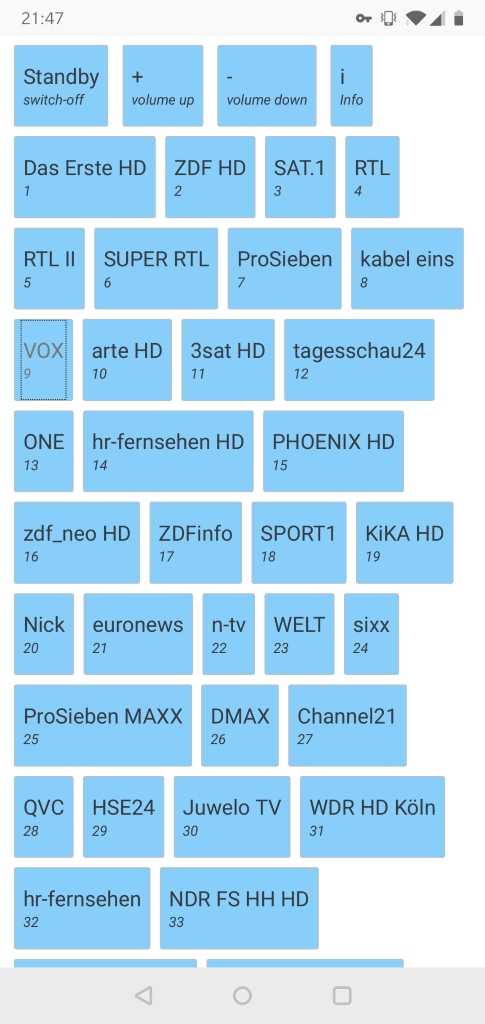 21:47
Standby
switch-off
+
volume up
-
volume down
i
Info
Das Erste HD
1
ZDF HD
2
SAT.1
3
RTL
4
RTL II
5
SUPER RTL
6
ProSieben
7
kabel eins
8
VOX
9
arte HD
10
3sat HD
11
tagesschau24
12
ONE
13
hr-fernsehen HD
14
PHOENIX HD
15
zdf_neo HD
16
ZDFinfo
17
SPORT1
18
KiKA HD
19
Nick
20
euronews
21
n-tv
22
WELT
23
sixx
24
ProSieben MAXX
25
DMAX
26
Channel21
27
QVC
28
HSE24
29
Juwelo TV
30
WDR HD Köln
31
hr-fernsehen
32
NDR FS HH HD
33